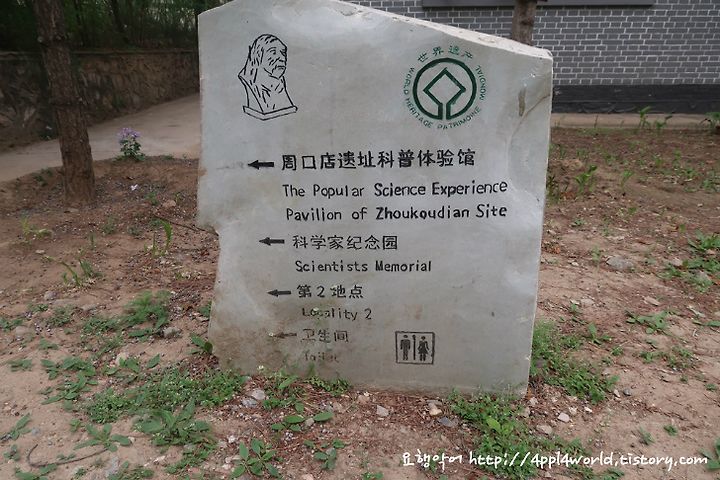 世界遗产
WORLD HERITAGE PATRIMOINE MONDIAL
周口店遗址科普体验馆
The Popular Science Experience
Pavilion of Zhoukoudian Site
科学家纪念园
Scientists Memorial
第2地点
Locality 2
卫生间
Toilet
요행악어 http://4ppl4world.tistory.com/